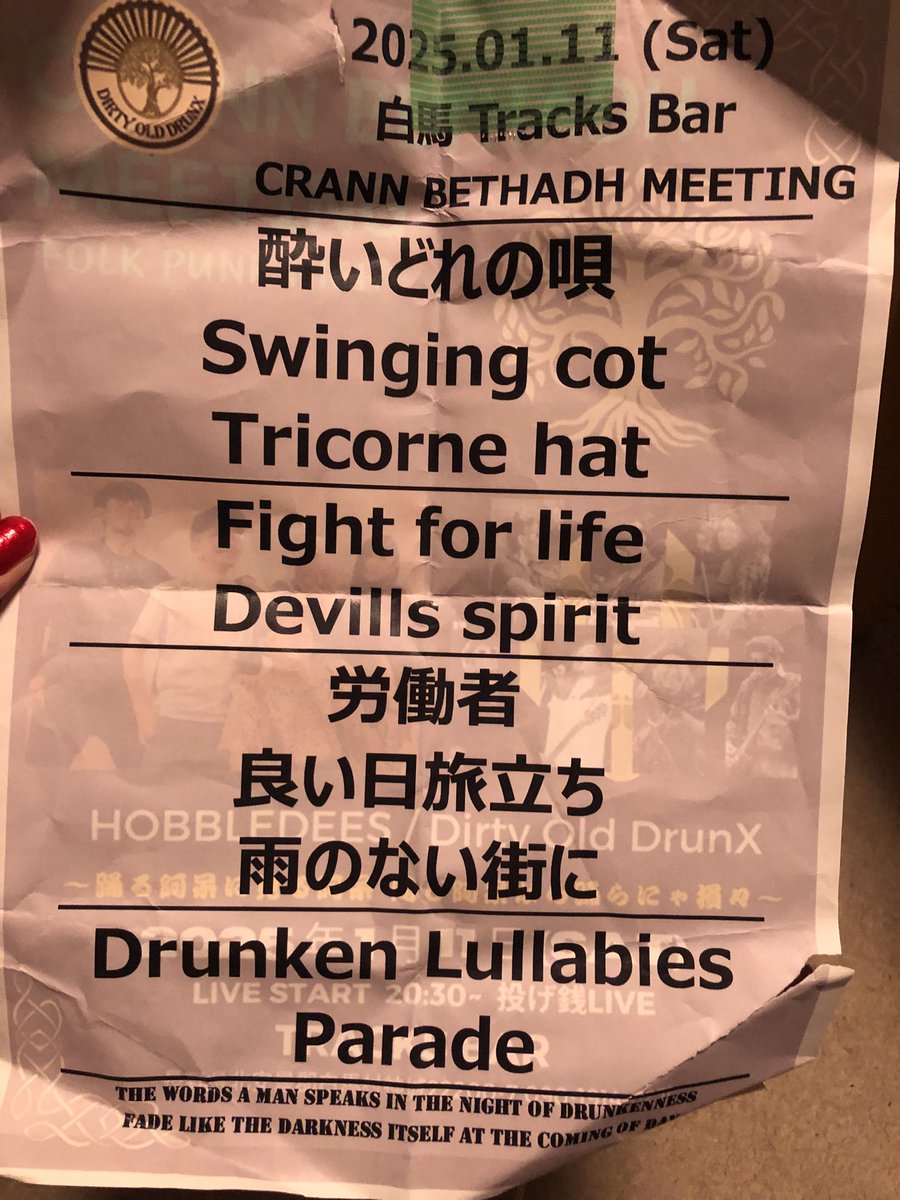 DIRTY OLD DRUNX
2025.01.11 (Sat)
白馬 Tracks Bar
CRANN BETHADH MEETING
FOLK PUN
酔いどれの唄
Swinging cot
Tricorne hat
Fight for life
Devills spirit
労働者
良い日旅立ち
HOBBLEDEES / Dirty Old DrunX
雨のない街に
Drunken Lullabies
LIVE START 20:30~ 投げ銭LIVE
Parade
THE WORDS A MAN SPEAKS IN THE NIGHT OF DRUNKENNESS
FADE LIKE THE DARKNESS ITSELF AT THE COMING OF